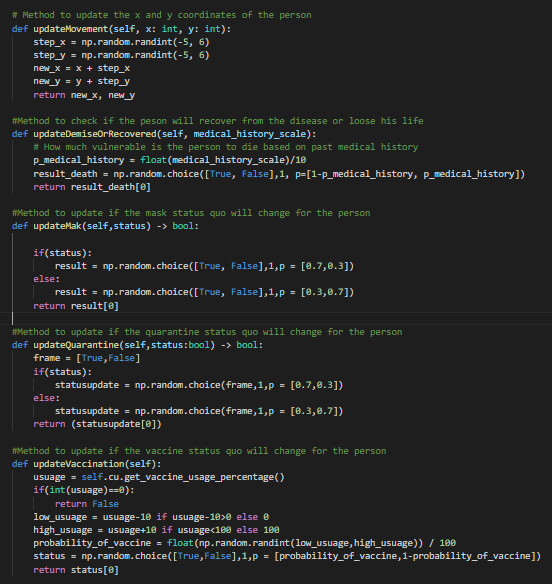 # Method to update the x and y coordinates of the person
def updateMovement(self, x: int, y: int):
    step_x = np.random.randint(-5, 6)
    step_y = np.random.randint(-5, 6)
    new_x = x + step_x
    new_y = y + step_y
    return new_x, new_y

#Method to check if the peson will recover from the disease or loose his life
def updateDemiseOrRecovered(self, medical_history_scale):
    # How much vulnerable is the person to die based on past medical history
    p_medical_history = float(medical_history_scale)/10
    result_death = np.random.choice([True, False],1, p=[1-p_medical_history, p_medical_history])
    return result_death[0]

#Method to update if the mask status quo will change for the person
def updateMak(self,status) -> bool:

    if(status):
        result = np.random.choice([True, False],1,p = [0.7,0.3])
    else:
        result = np.random.choice([True, False],1,p = [0.3,0.7])
    return result[0]

#Method to update if the quarantine status quo will change for the person
def updateQuarantine(self,status:bool) -> bool:
    frame = [True,False]
    if(status):
        statusupdate = np.random.choice(frame,1,p = [0.7,0.3])
    else:
        statusupdate = np.random.choice(frame,1,p = [0.3,0.7])
    return (statusupdate[0])

#Method to update if the vaccine status quo will change for the person
def updateVaccination(self):
    usuage = self.cu.get_vaccine_usage_percentage()
    if(int(usuage)==0):
        return False
    low_usuage = usuage-10 if usuage-10>0 else 0
    high_usuage = usuage+10 if usuage<100 else 100
    probability_of_vaccine = float(np.random.randint(low_usuage,high_usuage)) / 100
    status = np.random.choice([True,False],1,p = [probability_of_vaccine,1-probability_of_vaccine])
    return status[0]